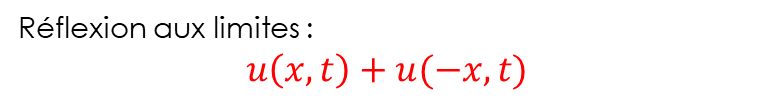 Réflexion aux limites :
u(x, t) + u(−x, t)